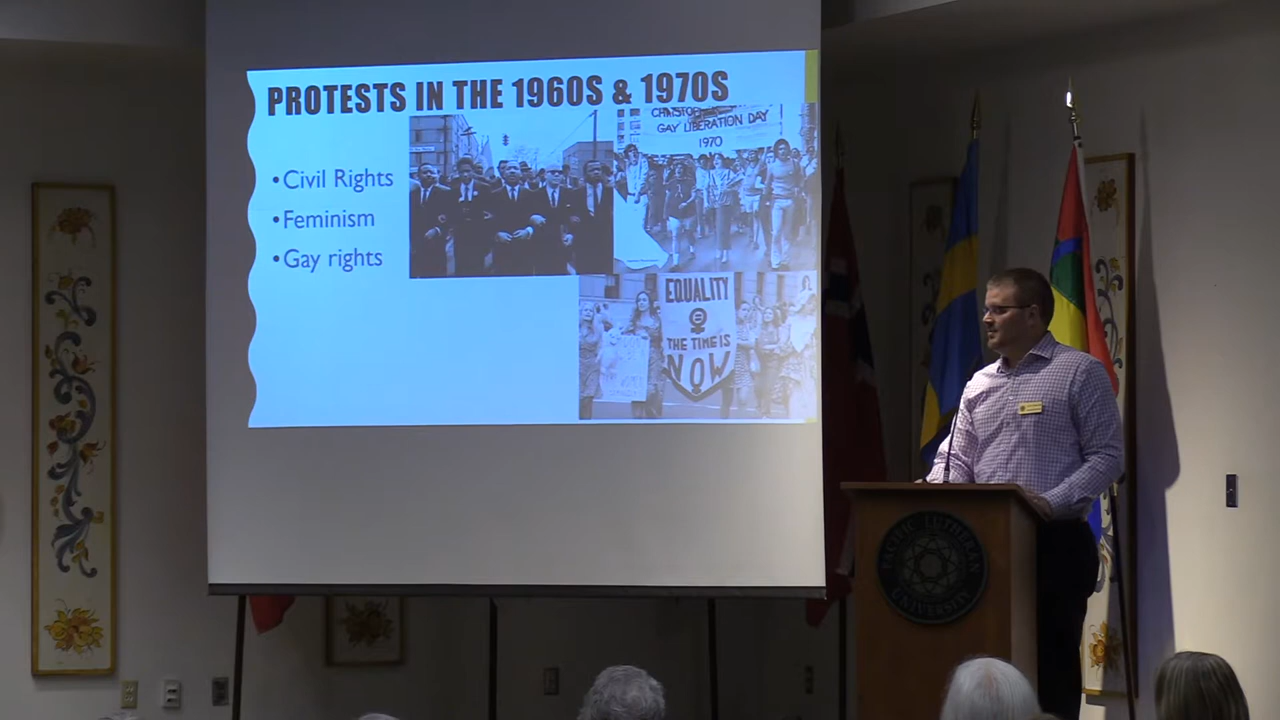 PROTESTS IN THE 1960S & 1970S
•Civil Rights
•Feminism
•Gay rights
GAY LIBERATION DAY
1970
EQUALITY
THE TIME IS
NOW
PACIFIC LUTHERAN
UNIVERSITY